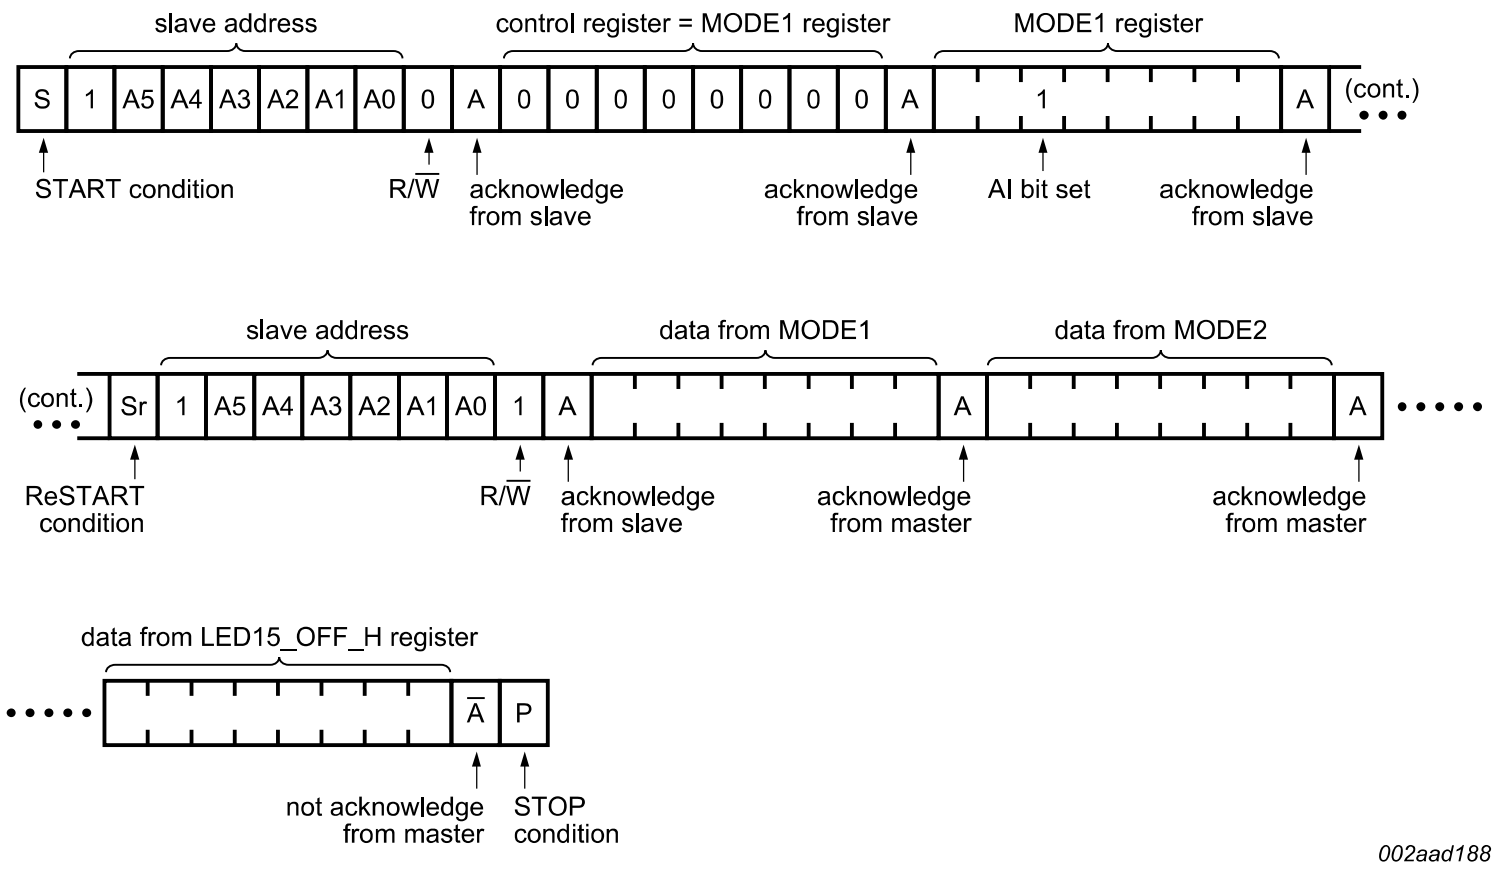 slave address control register = MODE1 register MODE1 register
S 1 A5 A4 A3 A2 A1 A0 0 A 0 0 0 0 0 0 0 0 A 1 A (cont.)
START condition R/W̅ acknowledge from slave acknowledge from slave AI bit set acknowledge from slave
slave address data from MODE1 data from MODE2
(cont.) Sr 1 A5 A4 A3 A2 A1 A0 1 A A A
ReSTART condition R/W̅ acknowledge from slave acknowledge from master acknowledge from master
data from LED15_OFF_H register
A̅ P
not acknowledge from master STOP condition
002aad188